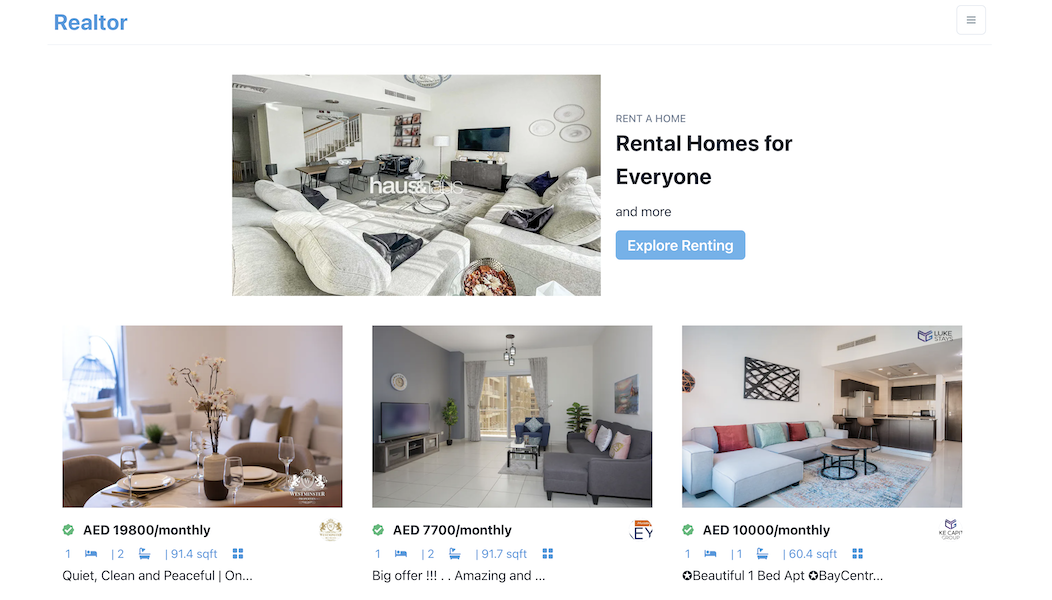 Realtor
haus&haus
RENT A HOME
Rental Homes for
Everyone
and more
Explore Renting
WESTMINSTER
LUKE
STAYS
AED 19800/monthly
1 | 2 | 91.4 sqft
Quiet, Clean and Peaceful | On...
AED 7700/monthly
EY
1 | 2 | 91.7 sqft
Big offer !!! . . Amazing and ...
AED 10000/monthly
KE CAPIT
GROUP
1 | 1 | 60.4 sqft
✪Beautiful 1 Bed Apt ✪BayCentr...